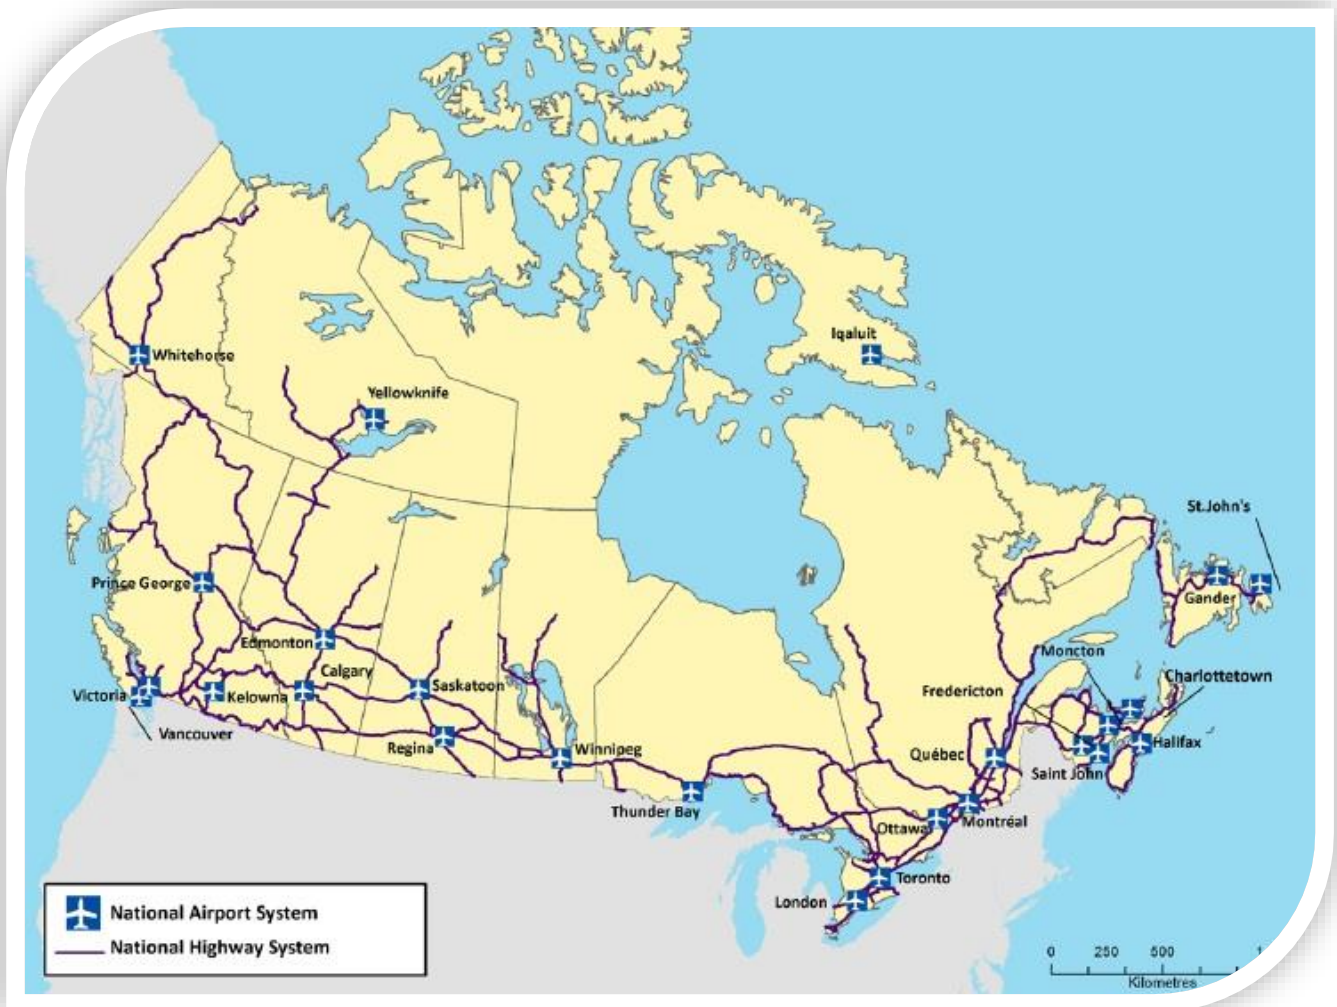 Iqaluit
Whitehorse
Yellowknife
St.John's
Prince George
Gander
Edmonton
Moncton
Calgary
Charlottetown
Saskatoon
Fredericton
Victoria
Kelowna
Vancouver
Regina
Winnipeg
Québec
Halifax
Saint John
Thunder Bay
Ottawa
Montréal
Toronto
London
National Airport System
National Highway System
0 250 500
Kilometres